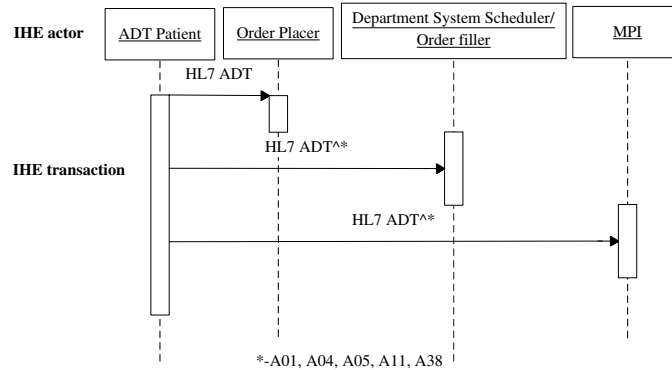 IHE actor
ADT Patient
Order Placer
Department System Scheduler/
Order filler
MPI
HL7 ADT
HL7 ADT^*
IHE transaction
HL7 ADT^*
*-A01, A04, A05, A11, A38